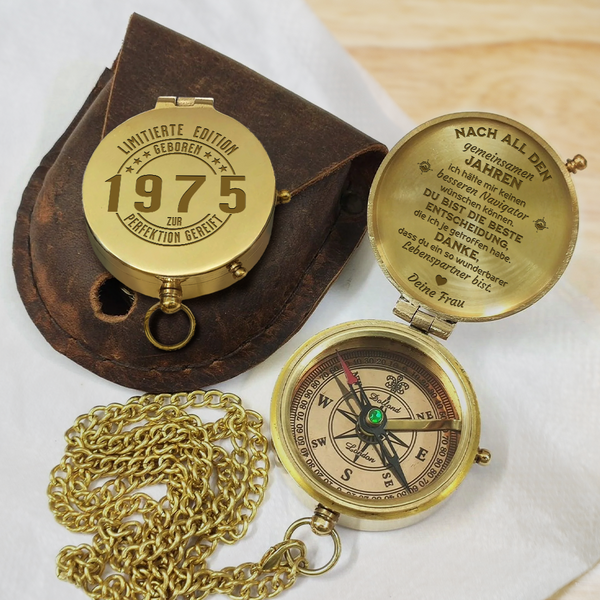 LIMITIERTE EDITION
GEBOREN
1975
ZUR
PERFEKTION GEREIFT
NACH ALL DEN
gemeinsamen
JAHREN
ich hätte mir keinen
besseren Navigator
wünschen können.
DU BIST DIE BESTE
ENTSCHEIDUNG,
die ich je getroffen habe.
DANKE,
dass du ein so wunderbarer
Lebenspartner bist.
Deine Frau
W
NE
Dolland
London
SW
E
S
SE